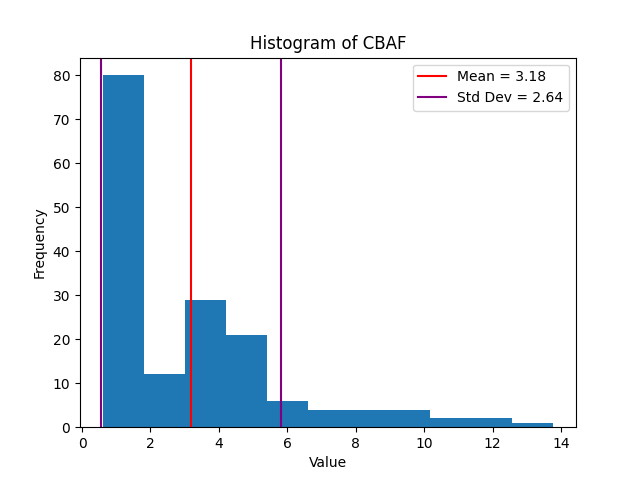 Histogram of CBAF
Mean = 3.18
Std Dev = 2.64
Frequency
80
70
60
50
40
30
20
10
0
0 2 4 6 8 10 12 14
Value